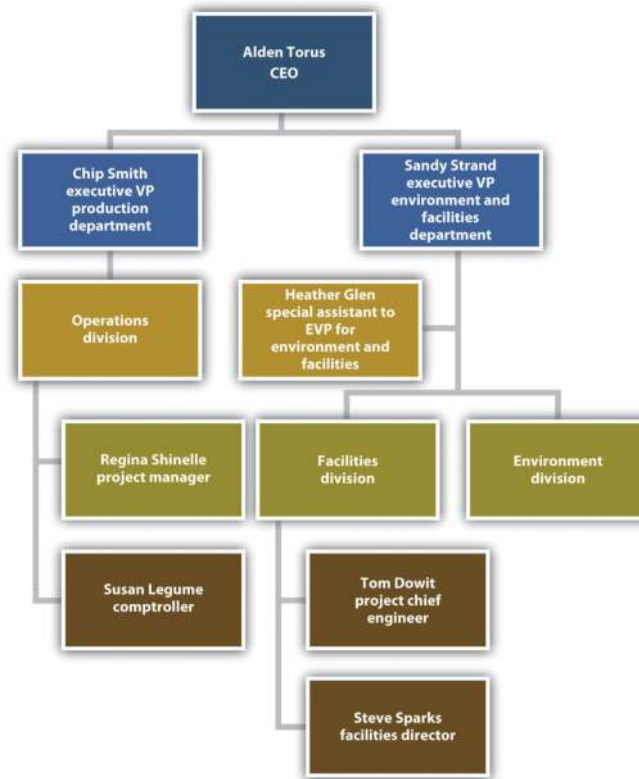 Alden Torus
CEO
Chip Smith
executive VP
production
department
Sandy Strand
executive VP
environment and
facilities
department
Operations
division
Heather Glen
special assistant to
EVP for
environment and
facilities
Regina Shinelle
project manager
Facilities
division
Environment
division
Susan Legume
comptroller
Tom Dowit
project chief
engineer
Steve Sparks
facilities director